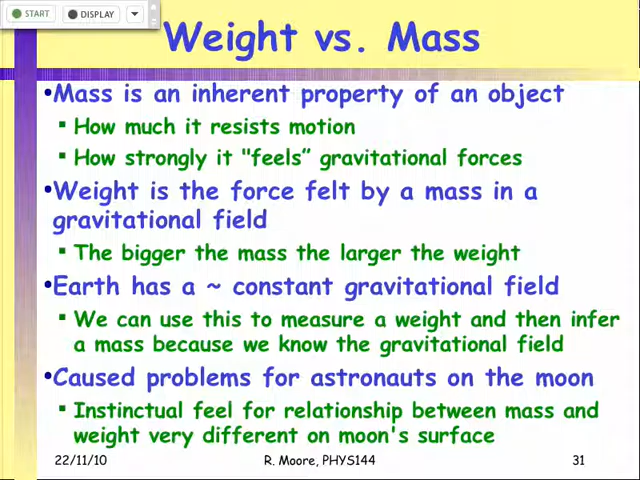 START DISPLAY
Weight vs. Mass
•Mass is an inherent property of an object
▪ How much it resists motion
▪ How strongly it "feels” gravitational forces
•Weight is the force felt by a mass in a
gravitational field
▪ The bigger the mass the larger the weight
•Earth has a ~ constant gravitational field
▪ We can use this to measure a weight and then infer
a mass because we know the gravitational field
•Caused problems for astronauts on the moon
▪ Instinctual feel for relationship between mass and
weight very different on moon's surface
22/11/10 R. Moore, PHYS144 31